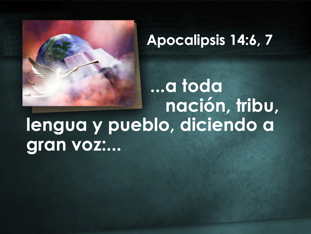 Apocalipsis 14:6, 7
...a toda
nación, tribu,
lengua y pueblo, diciendo a
gran voz:...